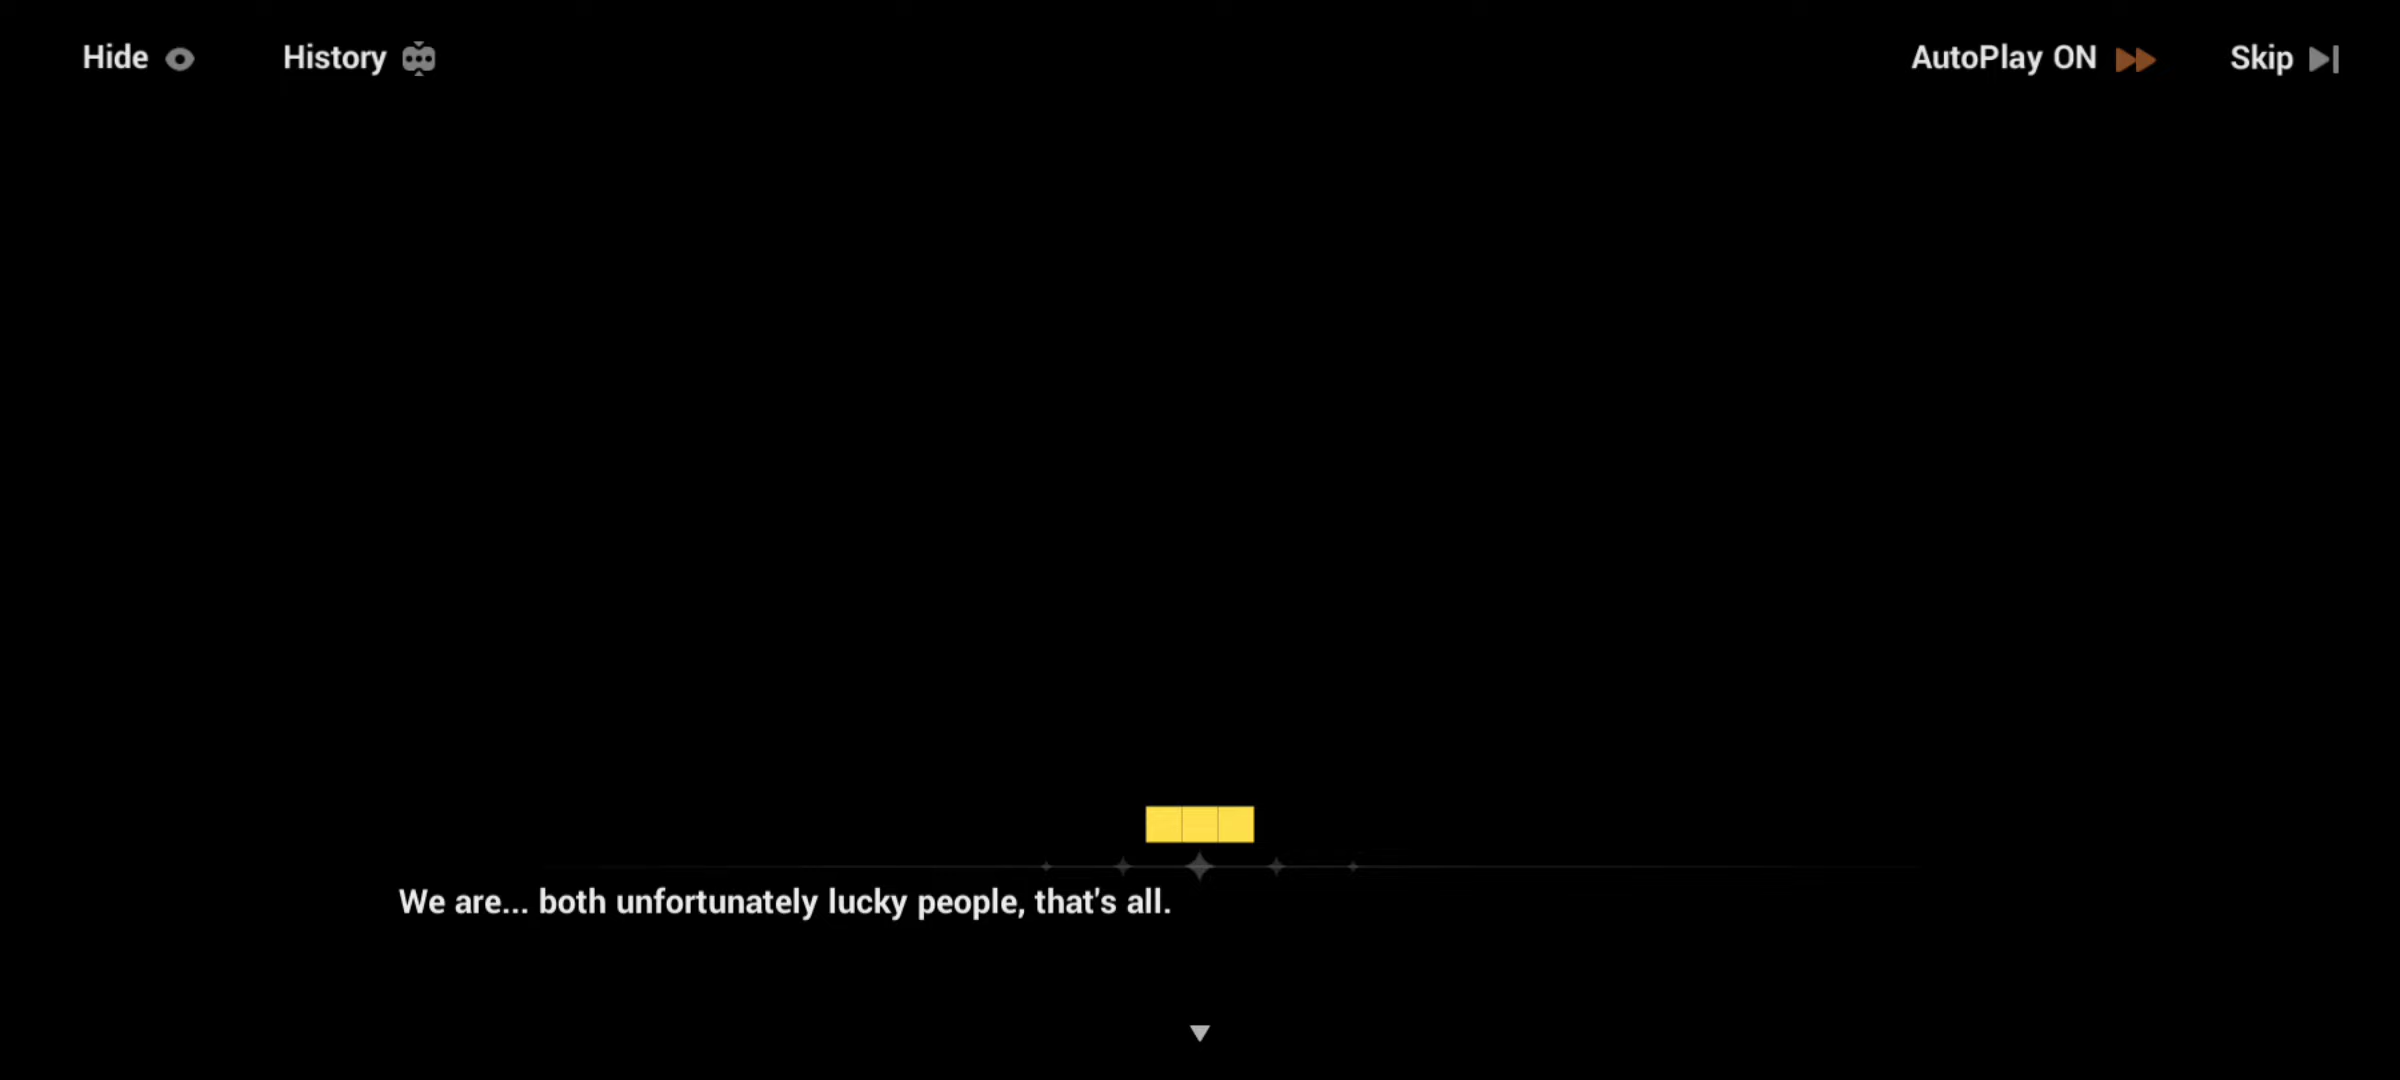 Hide
History
AutoPlay ON
Skip
We are... both unfortunately lucky people, that's all.